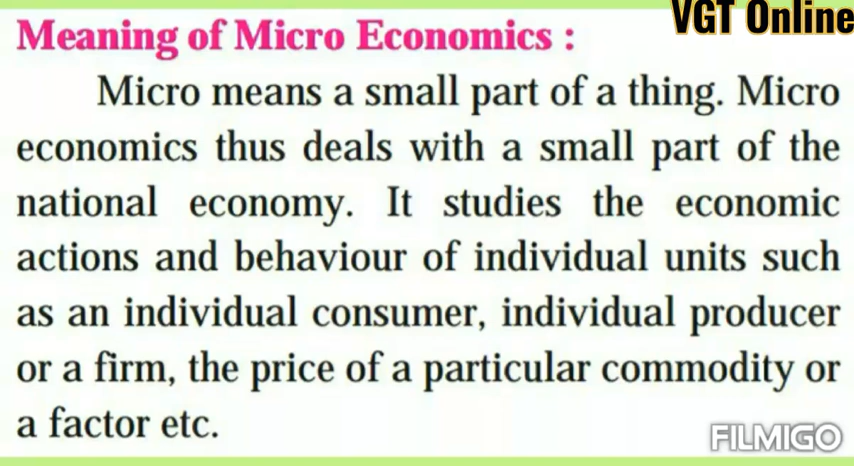 VGT Online
Meaning of Micro Economics :
Micro means a small part of a thing. Micro
economics thus deals with a small part of the
national economy. It studies the economic
actions and behaviour of individual units such
as an individual consumer, individual producer
or a firm, the price of a particular commodity or
a factor etc.
FILMIGO